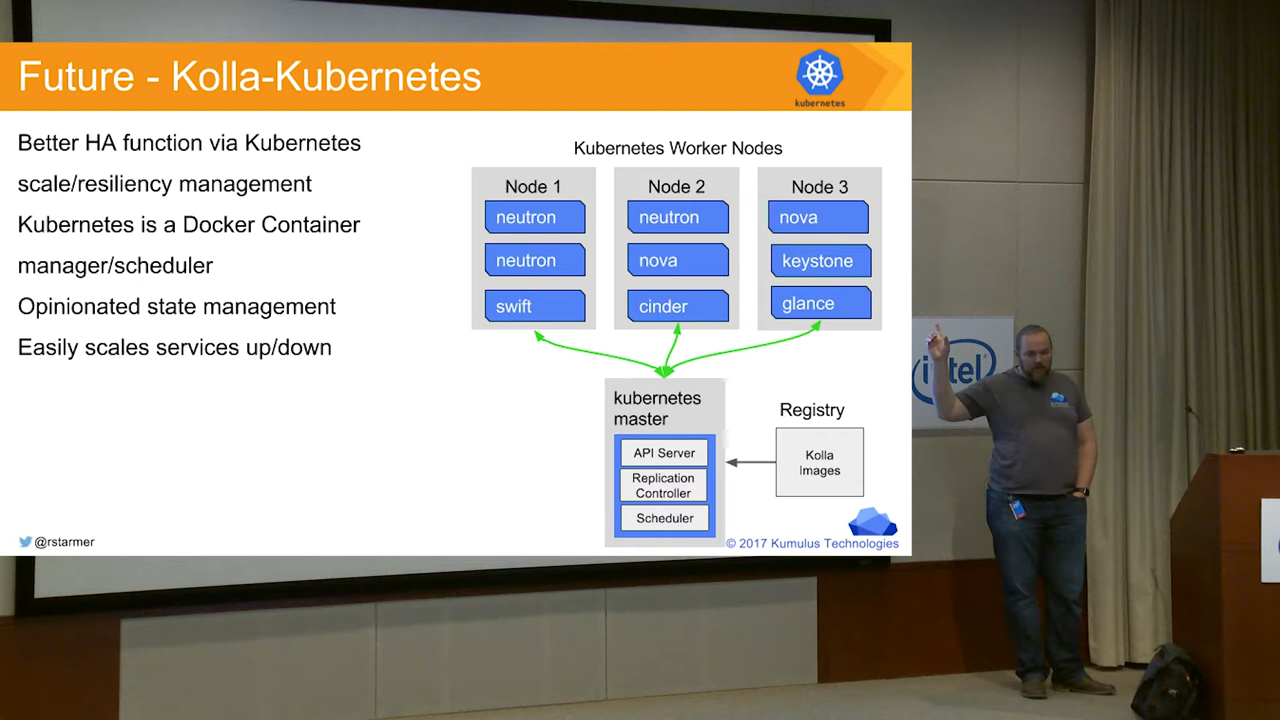 Future - Kolla-Kubernetes
kubernetes
Better HA function via Kubernetes
scale/resiliency management
Kubernetes is a Docker Container
manager/scheduler
Opinionated state management
Easily scales services up/down
Kubernetes Worker Nodes
Node 1
neutron
neutron
swift
Node 2
neutron
nova
cinder
Node 3
nova
keystone
glance
kubernetes
master
API Server
Replication
Controller
Scheduler
Registry
Kolla
Images
@rstarmer
© 2017 Kumulus Technologies
intel